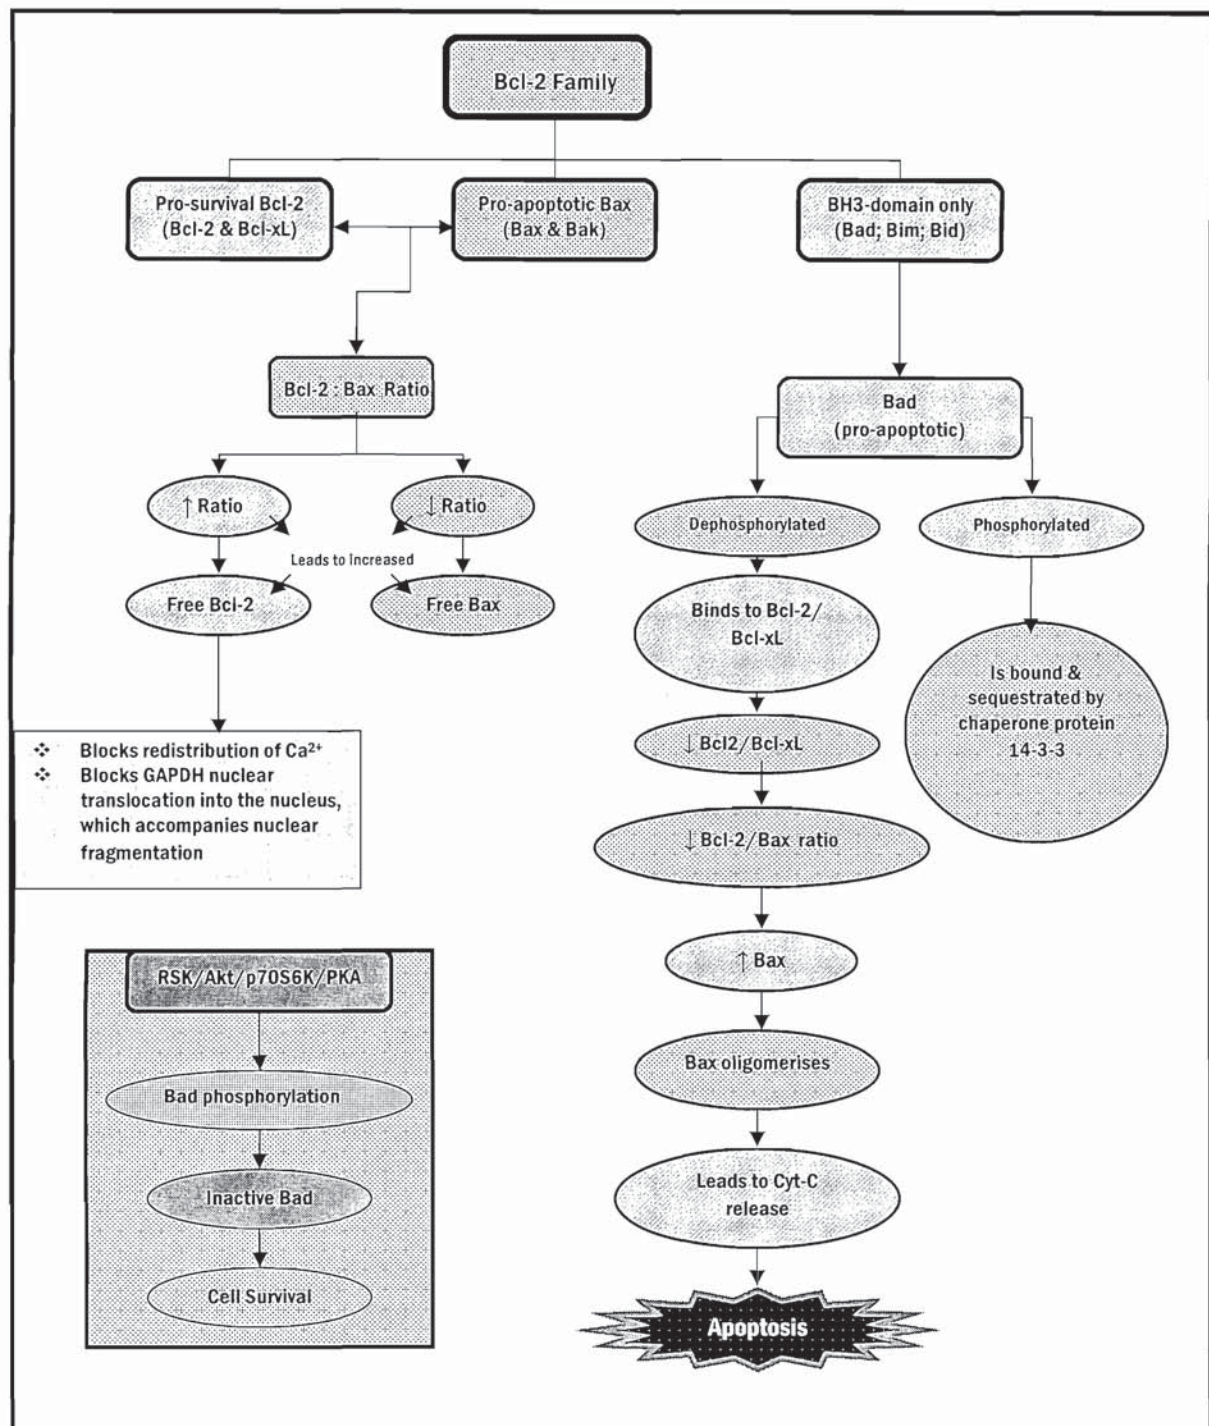 Bcl-2 Family
Pro-survival Bcl-2
(Bcl-2 & Bcl-xL)
Pro-apoptotic Bax
(Bax & Bak)
BH3-domain only
(Bad; Bim; Bid)
Bcl-2 : Bax Ratio
Bad
(pro-apoptotic)
↑ Ratio
↓ Ratio
Leads to Increased
Free Bcl-2
Free Bax
Dephosphorylated
Phosphorylated
Binds to Bcl-2/
Bcl-xL
Is bound &
sequestrated by
chaperone protein
14-3-3
↓ Bcl2/Bcl-xL
❖ Blocks redistribution of Ca²⁺
❖ Blocks GAPDH nuclear
translocation into the nucleus,
which accompanies nuclear
fragmentation
↓ Bcl-2/Bax ratio
↑ Bax
Bax oligomerises
Leads to Cyt-C
release
Apoptosis
RSK/Akt/p70S6K/PKA
Bad phosphorylation
Inactive Bad
Cell Survival